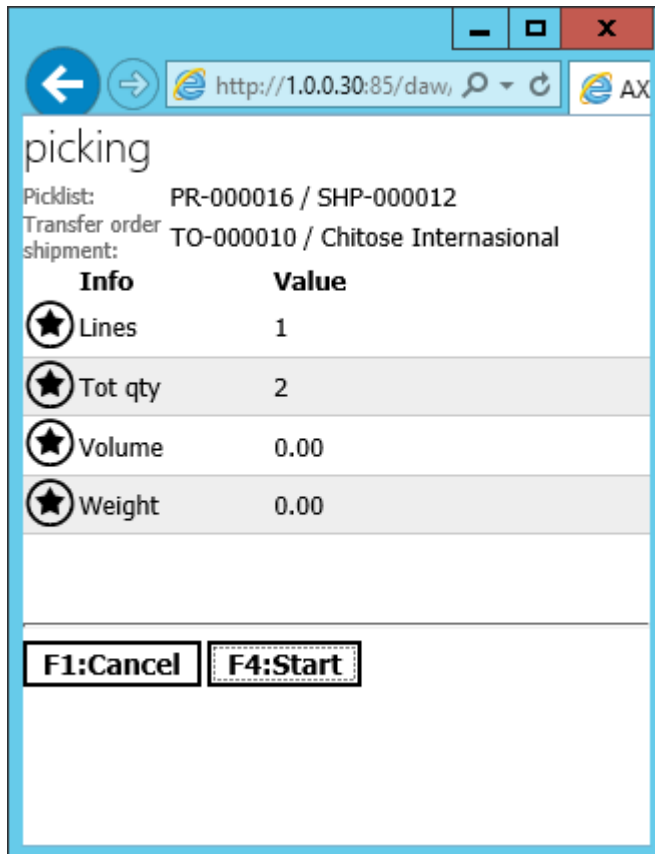 http://1.0.0.30:85/daw/
AX
picking
Picklist: PR-000016 / SHP-000012
Transfer order shipment: TO-000010 / Chitose Internasional
Info Value
Lines 1
Tot qty 2
Volume 0.00
Weight 0.00
F1:Cancel F4:Start